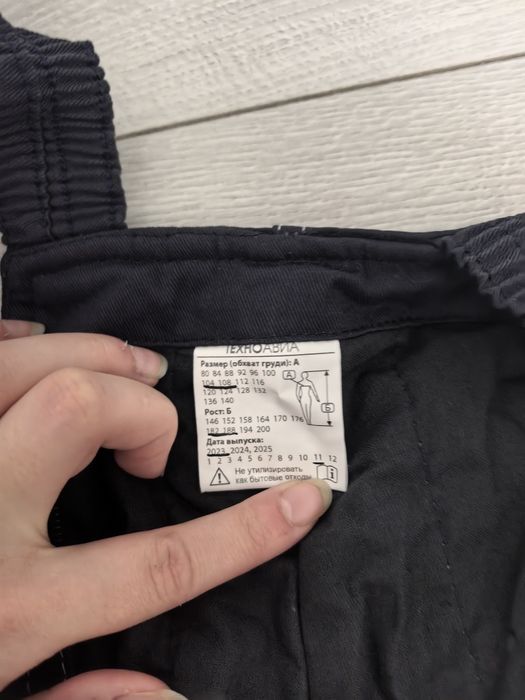 ТЕХНОАВИА
Размер (обхват груди): А
80 84 88 92 96 100
104 108 112 116
120 124 128 132
136 140
А
Б
Рост: Б
146 152 158 164 170 176
182 188 194 200
Дата выпуска:
2023, 2024, 2025
1 2 3 4 5 6 7 8 9 10 11 12
Не утилизировать
как бытовые отходы
i